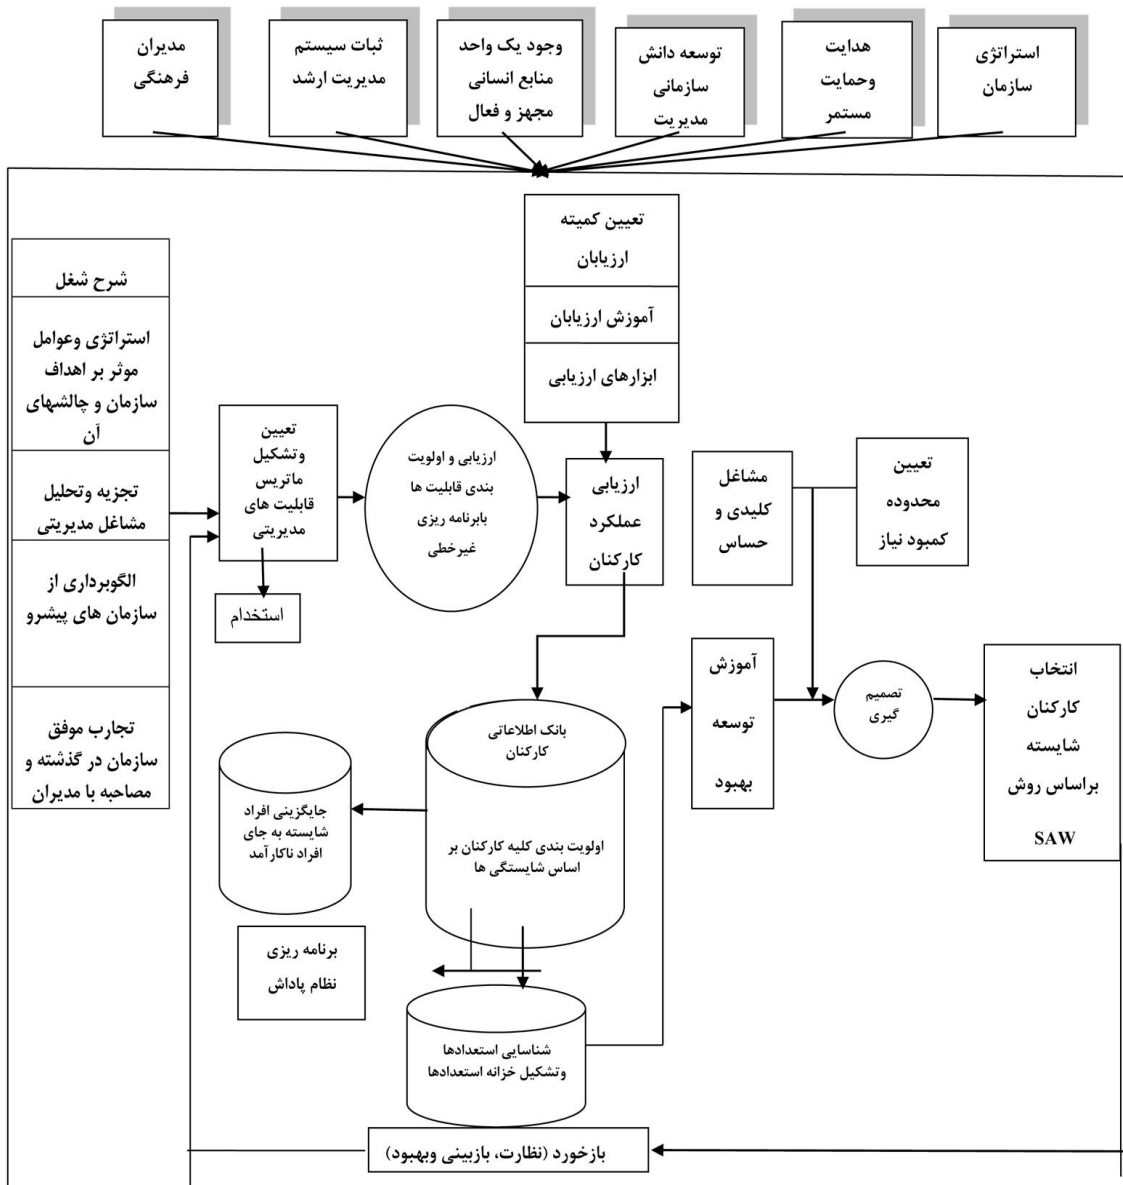 استراتژی
سازمان
هدایت
وحمایت
مستمر
توسعه دانش
سازمانی
مدیریت
وجود یک واحد
منابع انسانی
مجهز و فعال
ثبات سیستم
مدیریت ارشد
مدیران
فرهنگی
تعیین کمیته
ارزیابان
آموزش ارزیابان
ابزارهای ارزیابی
شرح شغل
استراتژی وعوامل
موثر بر اهداف
سازمان و چالشهای
آن
تجزیه وتحلیل
مشاغل مدیریتی
الگوبرداری از
سازمان های پیشرو
تجارب موفق
سازمان در گذشته و
مصاحبه با مدیران
تعیین
وتشکیل
ماتریس
قابلیت های
مدیریتی
استخدام
ارزیابی و اولویت
بندی قابلیت ها
بابرنامه ریزی
غیرخطی
ارزیابی
عملکرد
کارکنان
مشاغل
کلیدی و
حساس
تعیین
محدوده
کمبود نیاز
آموزش
توسعه
بهبود
تصمیم
گیری
انتخاب
کارکنان
شایسته
براساس روش
SAW
بانک اطلاعاتی
کارکنان
اولویت بندی کلیه کارکنان بر
اساس شایستگی ها
جایگزینی افراد
شایسته به جای
افراد ناکارآمد
برنامه ریزی
نظام پاداش
شناسایی استعدادها
وتشکیل خزانه استعدادها
بازخورد (نظارت، بازبینی وبهبود)